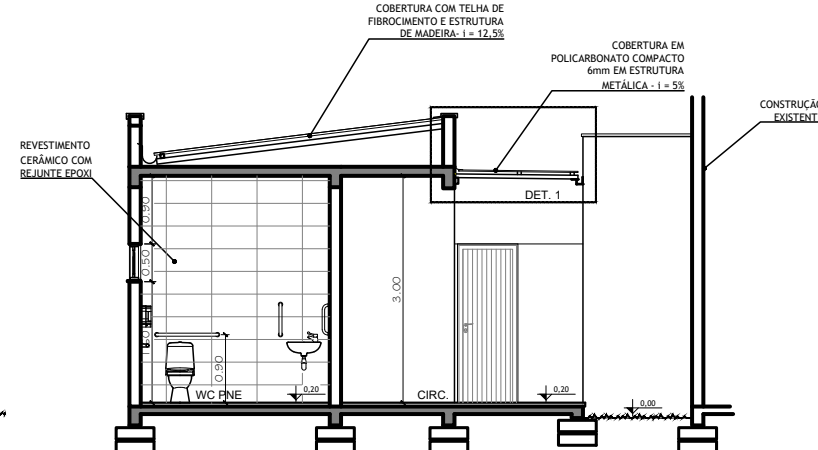 COBERTURA COM TELHA DE
FIBROCIMENTO E ESTRUTURA
DE MADEIRA- i = 12,5%
COBERTURA EM
POLICARBONATO COMPACTO
6mm EM ESTRUTURA
METÁLICA - i = 5%
CONSTRUÇÃO
EXISTENT
REVESTIMENTO
CERÂMICO COM
REJUNTE EPOXI
DET. 1
0.90
0.50
3.00
0.90
WC PNE
0,20
CIRC.
0,20
0,00